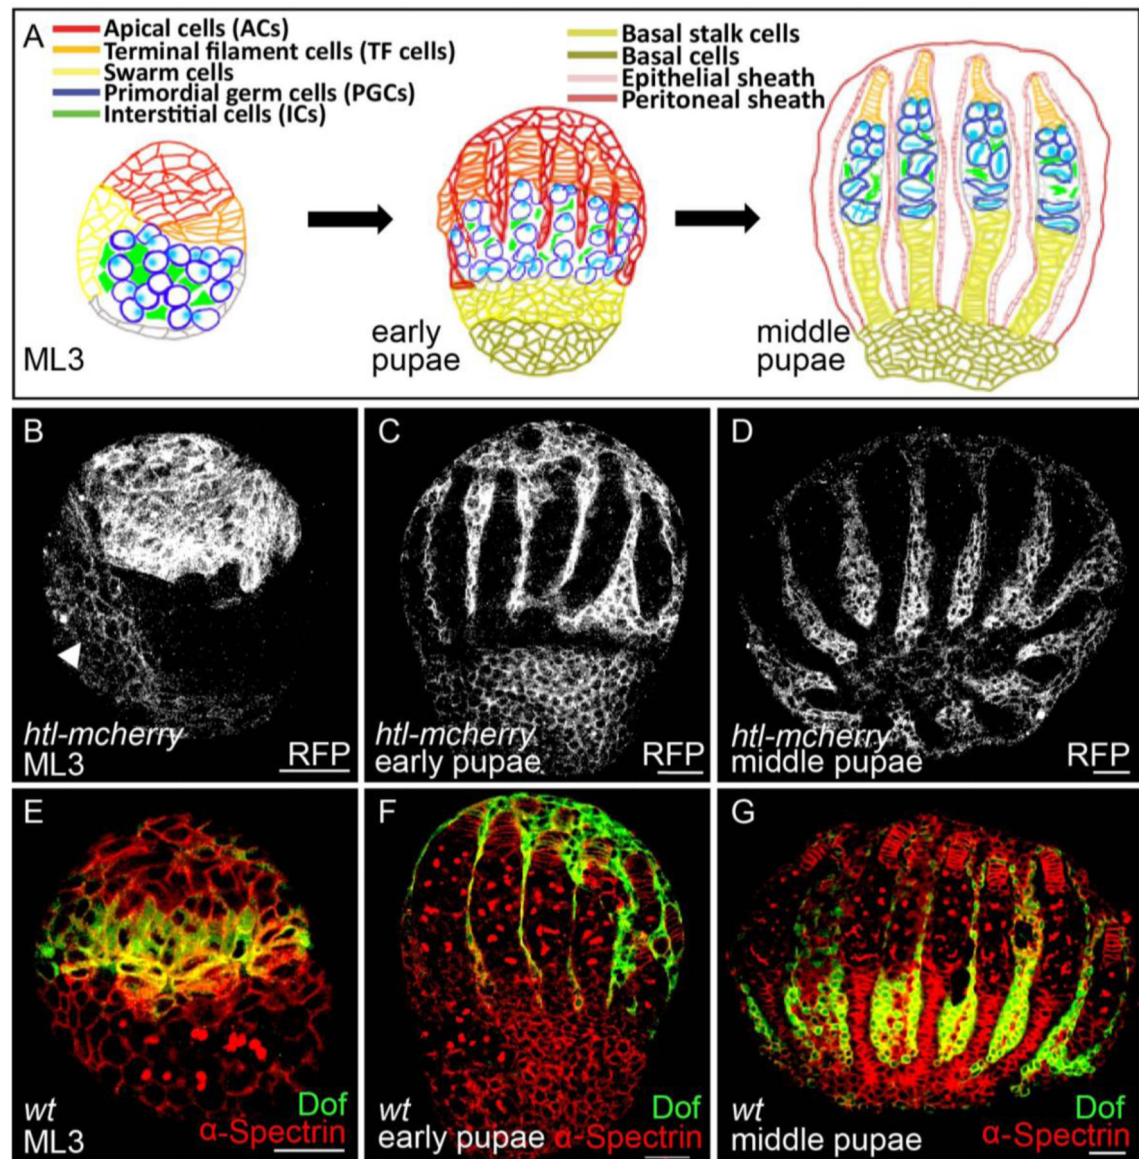 A
Apical cells (ACs)
Terminal filament cells (TF cells)
Swarm cells
Primordial germ cells (PGCs)
Interstitial cells (ICs)
Basal stalk cells
Basal cells
Epithelial sheath
Peritoneal sheath
ML3
early
pupae
middle
pupae
B
htl-mcherry
ML3
RFP
C
htl-mcherry
early pupae
RFP
D
htl-mcherry
middle pupae
RFP
E
wt
ML3
Dof
α-Spectrin
F
wt
early pupae
Dof
α-Spectrin
G
wt
middle pupae
Dof
α-Spectrin